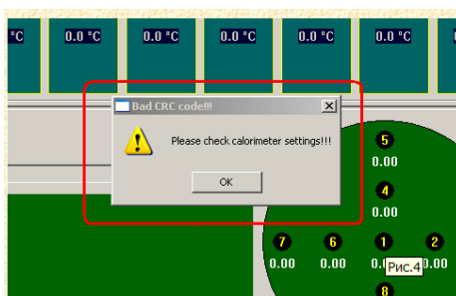 °C 0.0 °C 0.0 °C 0.0 °C 0.0 °C 0.0 °C
Bad CRC code!!!
Please check calorimeter settings!!!
OK
5
0.00
4
0.00
7 6 1 2
0.00 0.00 0. Рис.4 0.00
8